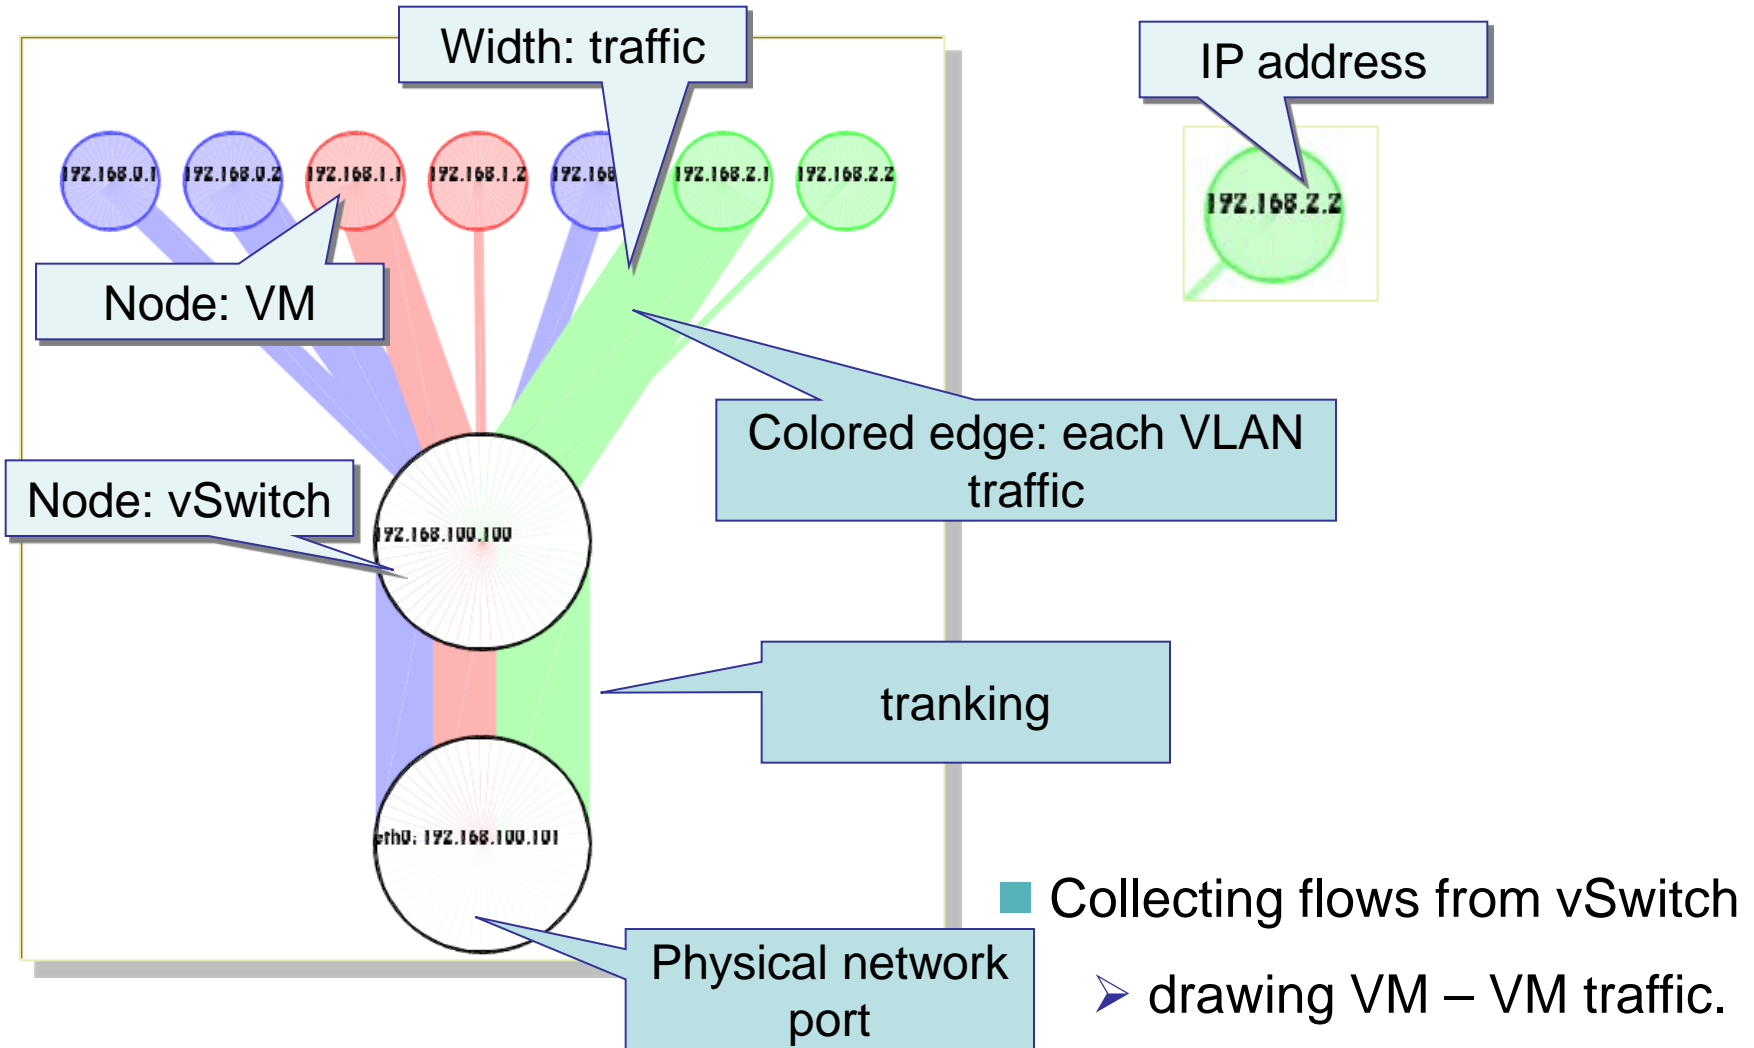 Width: traffic
IP address
192.168.0.1
192.168.0.2
192.168.1.1
192.168.1.2
192.168
192.168.2.1
192.168.2.2
192.168.2.2
Node: VM
Colored edge: each VLAN
traffic
Node: vSwitch
192.168.100.100
tranking
eth0: 192.168.100.101
Collecting flows from vSwitch
Physical network
port
drawing VM – VM traffic.